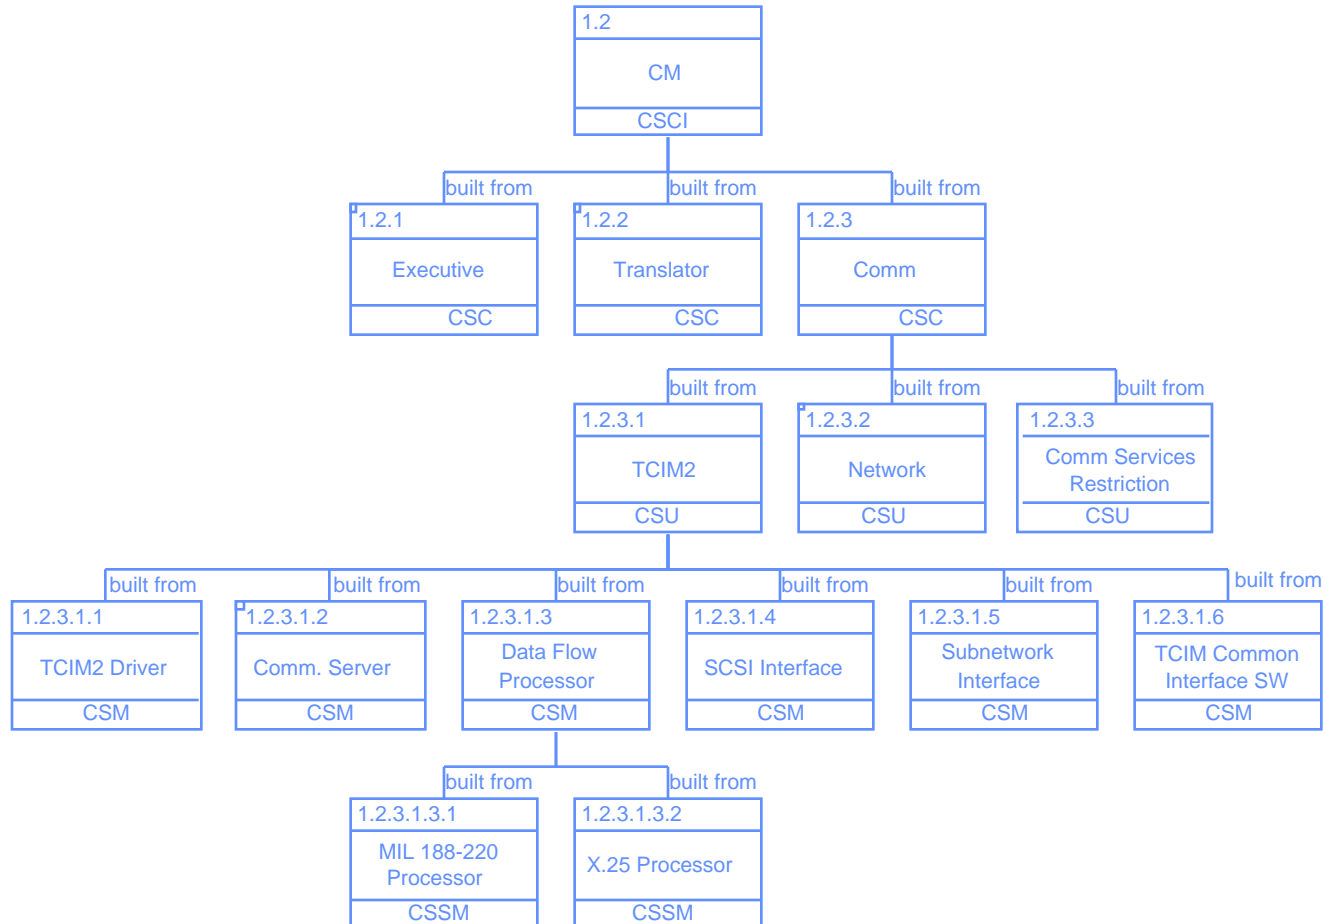 1.2
CM
CSCI
built from
built from
built from
1.2.1
Executive
CSC
1.2.2
Translator
CSC
1.2.3
Comm
CSC
built from
built from
built from
1.2.3.1
TCIM2
CSU
1.2.3.2
Network
CSU
1.2.3.3
Comm Services
Restriction
CSU
built from
built from
built from
built from
built from
built from
1.2.3.1.1
TCIM2 Driver
CSM
1.2.3.1.2
Comm. Server
CSM
1.2.3.1.3
Data Flow
Processor
CSM
1.2.3.1.4
SCSI Interface
CSM
1.2.3.1.5
Subnetwork
Interface
CSM
1.2.3.1.6
TCIM Common
Interface SW
CSM
built from
built from
1.2.3.1.3.1
MIL 188-220
Processor
CSSM
1.2.3.1.3.2
X.25 Processor
CSSM